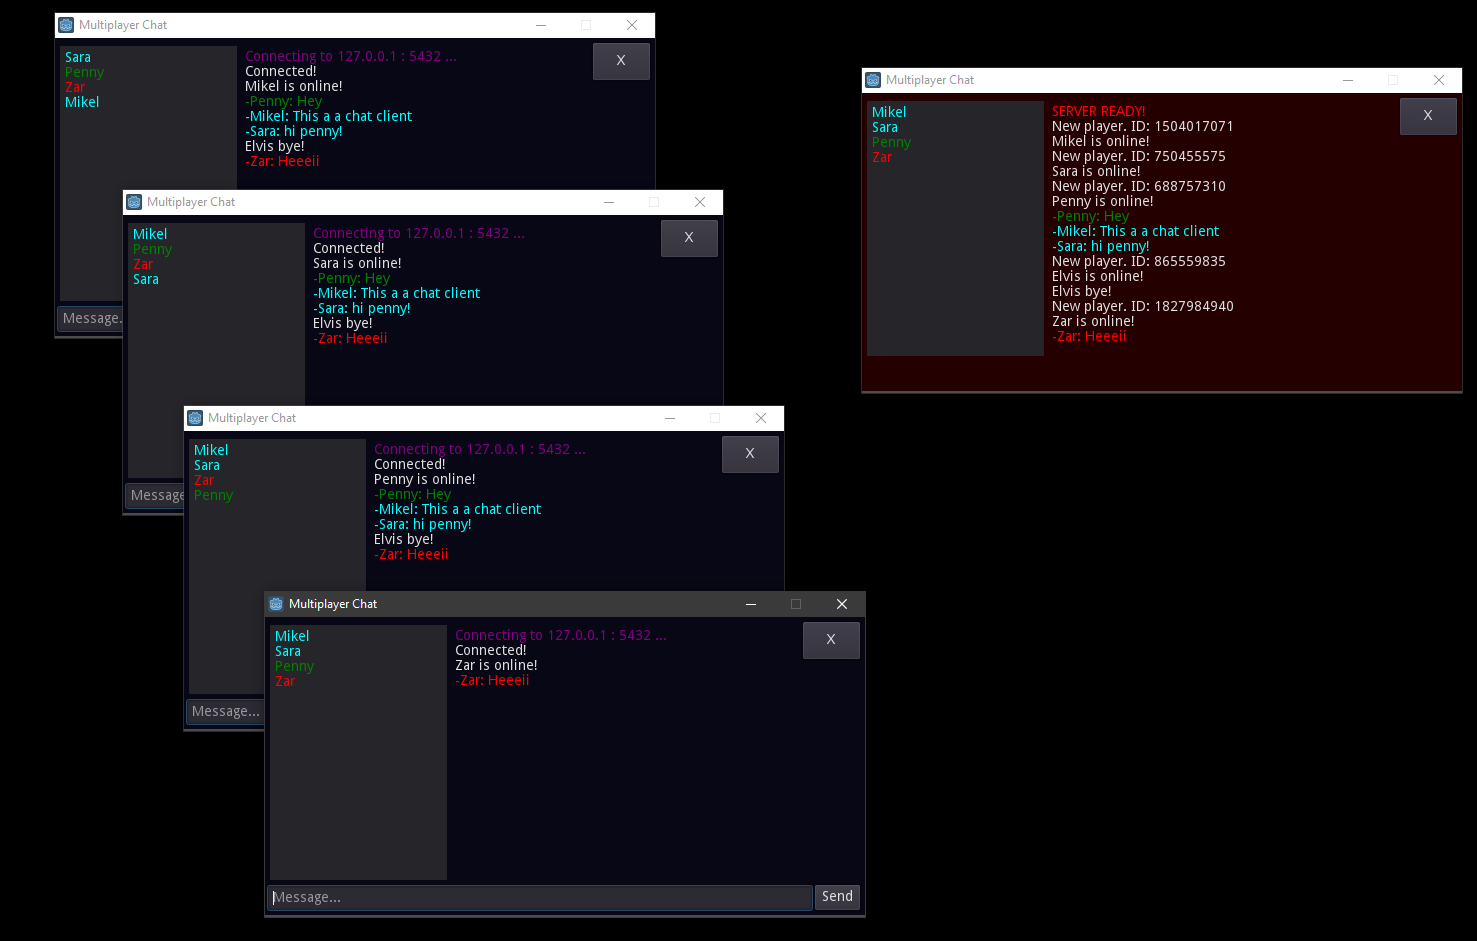 Multiplayer Chat
Sara
Penny
Zar
Mikel
Connecting to 127.0.0.1 : 5432 ...
Connected!
Mikel is online!
-Penny: Hey
-Mikel: This a a chat client
-Sara: hi penny!
Elvis bye!
-Zar: Heeeii
X
Message.
Multiplayer Chat
Mikel
Penny
Zar
Sara
Connecting to 127.0.0.1 : 5432 ...
Connected!
Sara is online!
-Penny: Hey
-Mikel: This a a chat client
-Sara: hi penny!
Elvis bye!
-Zar: Heeeii
X
Message
Multiplayer Chat
Mikel
Sara
Zar
Penny
Connecting to 127.0.0.1 : 5432 ...
Connected!
Penny is online!
-Penny: Hey
-Mikel: This a a chat client
-Sara: hi penny!
Elvis bye!
-Zar: Heeeii
X
Message...
Multiplayer Chat
Mikel
Sara
Penny
Zar
Connecting to 127.0.0.1 : 5432 ...
Connected!
Zar is online!
-Zar: Heeeii
X
Message...
Send
Multiplayer Chat
Mikel
Sara
Penny
Zar
SERVER READY!
New player. ID: 1504017071
Mikel is online!
New player. ID: 750455575
Sara is online!
New player. ID: 688757310
Penny is online!
-Penny: Hey
-Mikel: This a a chat client
-Sara: hi penny!
New player. ID: 865559835
Elvis is online!
Elvis bye!
New player. ID: 1827984940
Zar is online!
-Zar: Heeeii
X